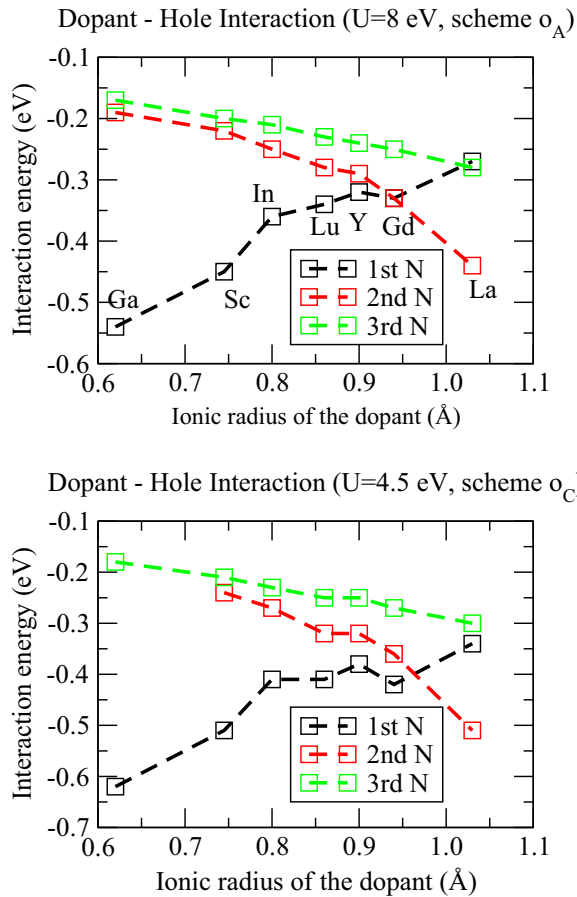 Dopant - Hole Interaction (U=8 eV, scheme o_A)
-0.1
-0.2
-0.3
-0.4
-0.5
-0.6
Interaction energy (eV)
Ga
Sc
In
Lu
Y
Gd
La
1st N
2nd N
3rd N
0.6 0.7 0.8 0.9 1.0 1.1
Ionic radius of the dopant (Å)
Dopant - Hole Interaction (U=4.5 eV, scheme o_C
-0.1
-0.2
-0.3
-0.4
-0.5
-0.6
-0.7
Interaction energy (eV)
1st N
2nd N
3rd N
0.6 0.7 0.8 0.9 1.0 1.1
Ionic radius of the dopant (Å)